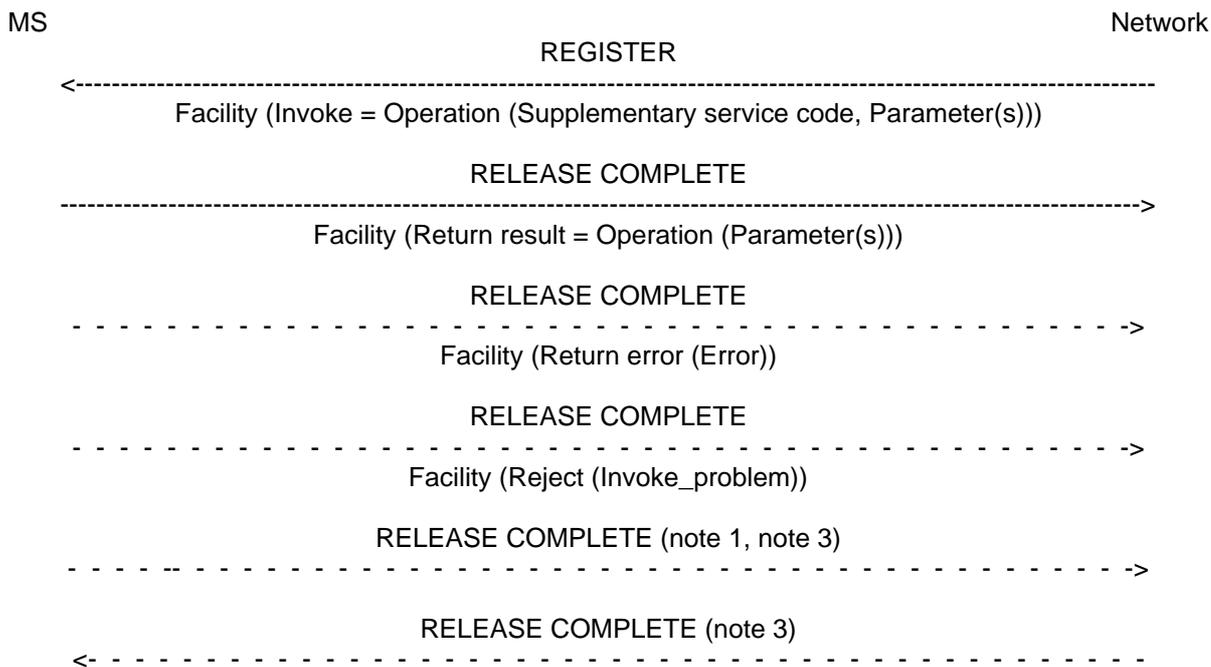 MS Network
REGISTER
<------------------------------------------------------------------------------------------------------------------------
Facility (Invoke = Operation (Supplementary service code, Parameter(s)))
RELEASE COMPLETE
------------------------------------------------------------------------------------------------------------------------>
Facility (Return result = Operation (Parameter(s)))
RELEASE COMPLETE
- - - - - - - - - - - - - - - - - - - - - - - - - - - - - - - - - - - - - - - - - - - - ->
Facility (Return error (Error))
RELEASE COMPLETE
- - - - - - - - - - - - - - - - - - - - - - - - - - - - - - - - - - - - - - - - - - - - ->
Facility (Reject (Invoke_problem))
RELEASE COMPLETE (note 1, note 3)
- - - - -- - - - - - - - - - - - - - - - - - - - - - - - - - - - - - - - - - - - - - - - ->
RELEASE COMPLETE (note 3)
<- - - - - - - - - - - - - - - - - - - - - - - - - - - - - - - - - - - - - - - - - - - - -